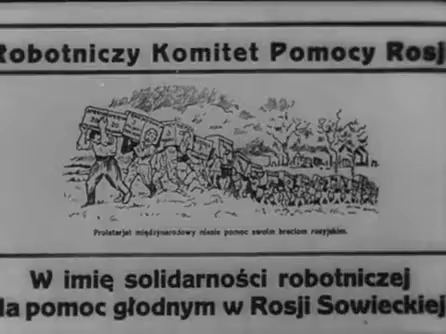 Robotniczy Komitet Pomocy Rosj
Proletarjat międzynarodowy niesie pomoc swoim braciom rosyjskim.
W imię solidarności robotniczej
la pomoc głodnym w Rosji Sowieckiej